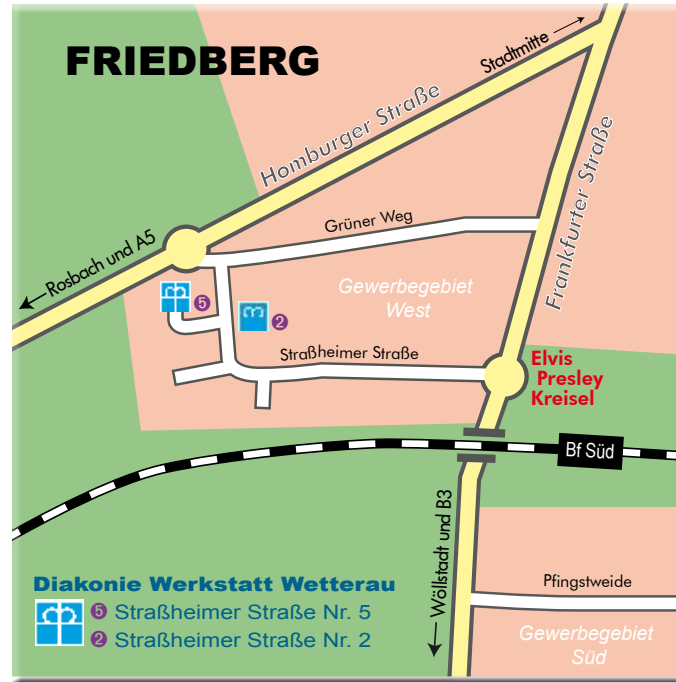 FRIEDBERG
Stadtmitte
Homburger Straße
Frankfurter Straße
Grüner Weg
Rosbach und A5
Gewerbegebiet
West
5
2
Straßheimer Straße
Elvis
Presley
Kreisel
Bf Süd
Wöllstadt und B3
Pfingstweide
Gewerbegebiet
Süd
Diakonie Werkstatt Wetterau
5 Straßheimer Straße Nr. 5
2 Straßheimer Straße Nr. 2